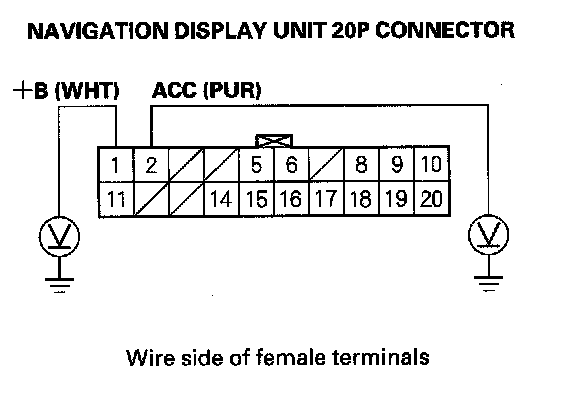 NAVIGATION DISPLAY UNIT 20P CONNECTOR
+B (WHT) ACC (PUR)
1 2 5 6 8 9 10
11 14 15 16 17 18 19 20
V V
Wire side of female terminals